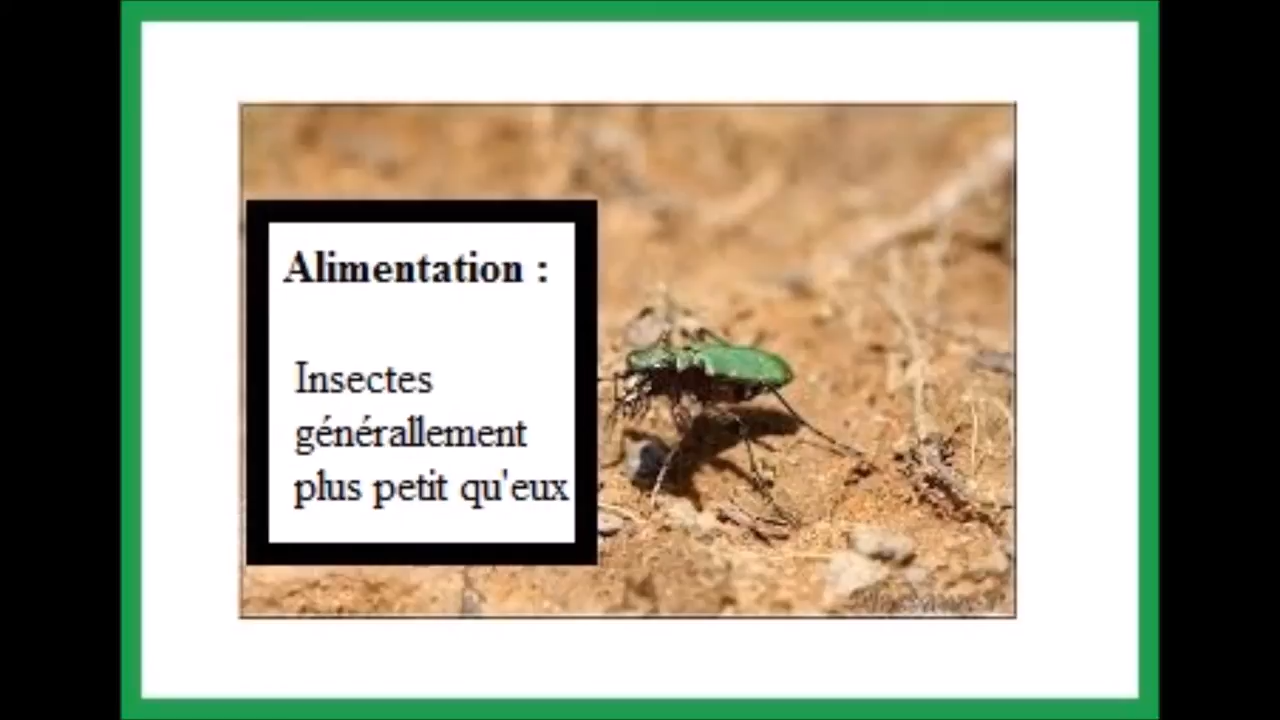 Alimentation :
Insectes
générallement
plus petit qu'eux